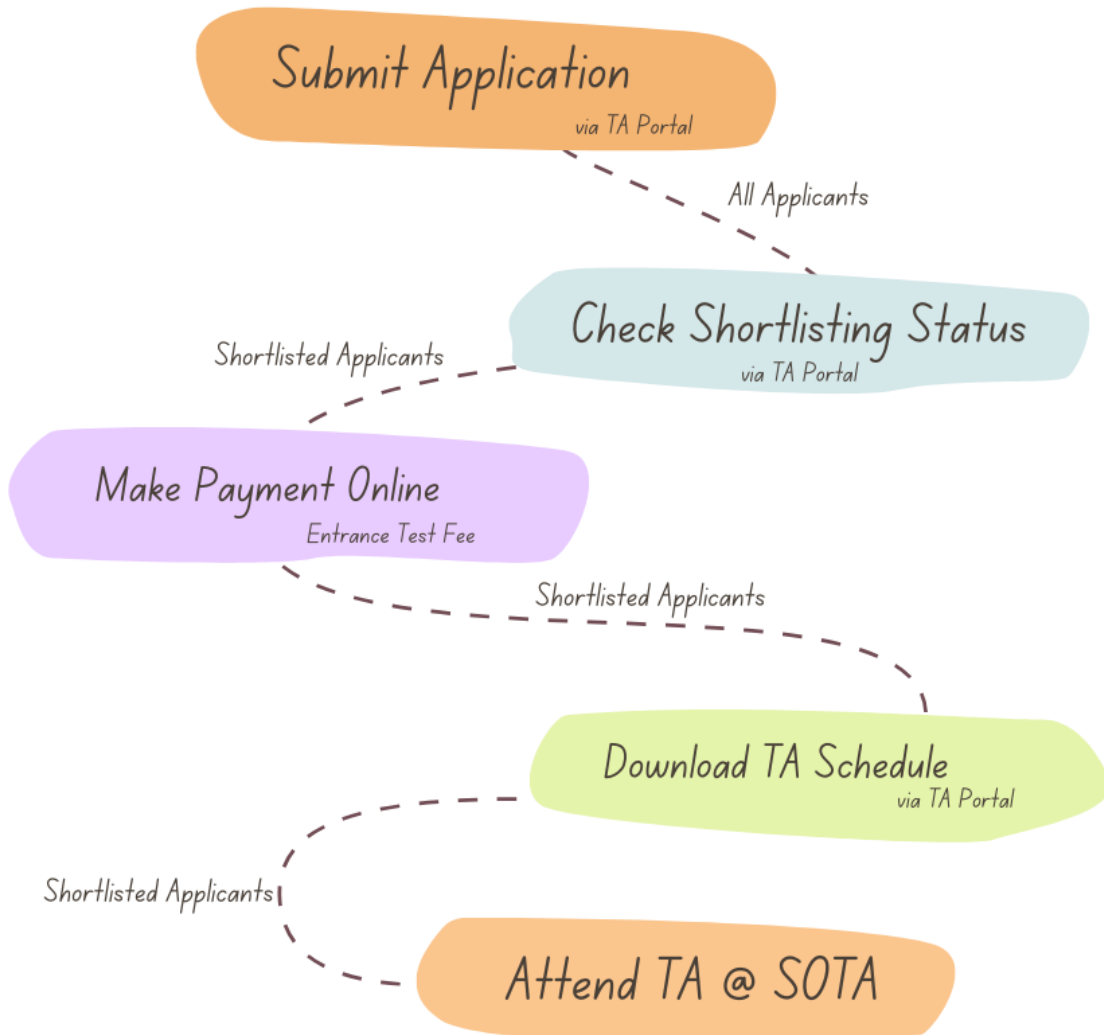 Submit Application
via TA Portal
All Applicants
Check Shortlisting Status
via TA Portal
Shortlisted Applicants
Make Payment Online
Entrance Test Fee
Shortlisted Applicants
Download TA Schedule
via TA Portal
Shortlisted Applicants
Attend TA @ SOTA